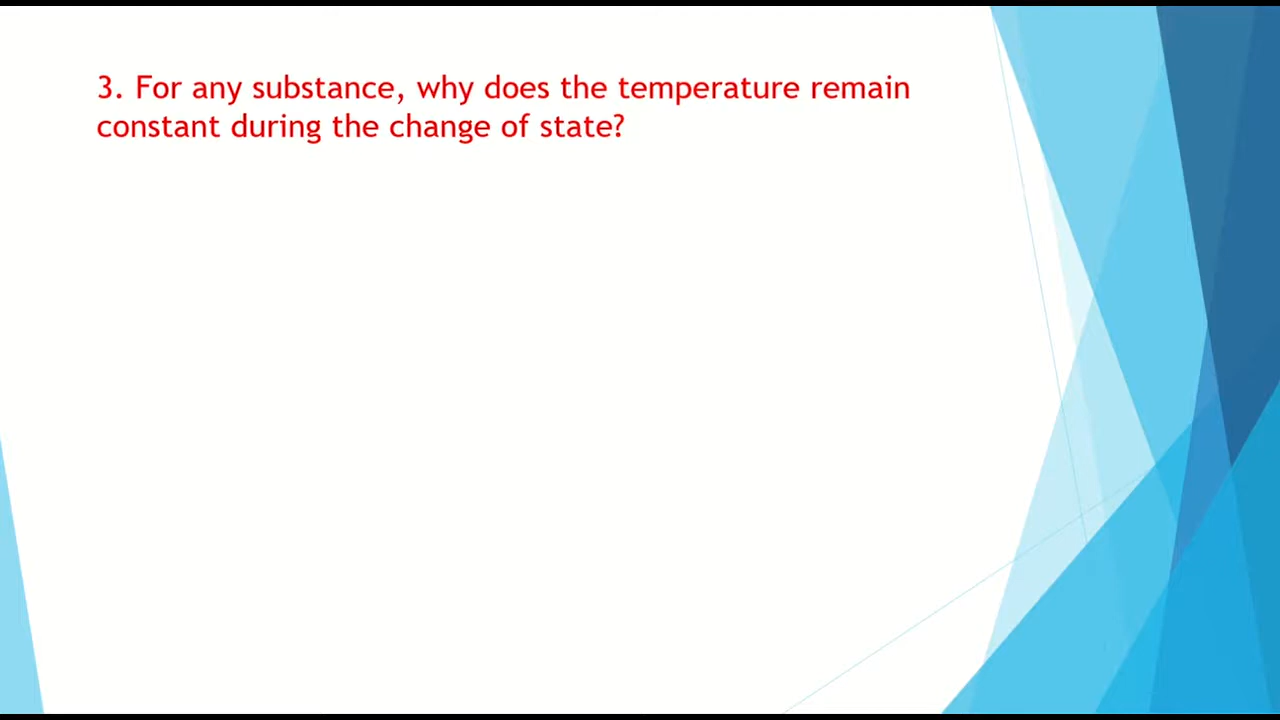 3. For any substance, why does the temperature remain
constant during the change of state?